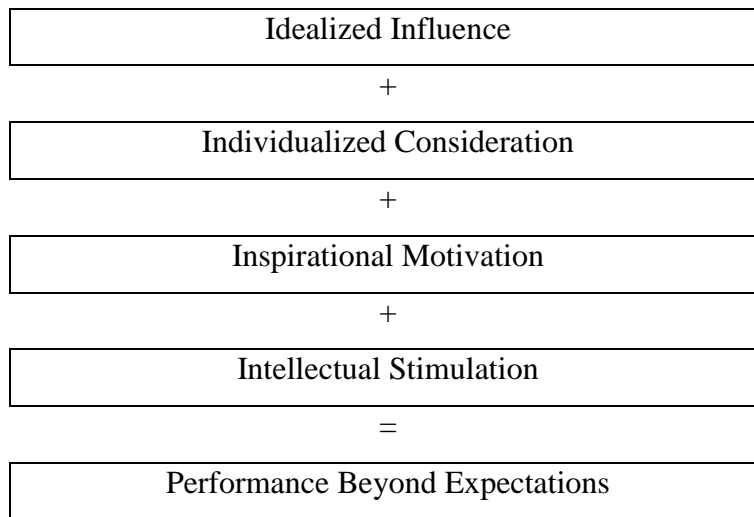 Idealized Influence
+
Individualized Consideration
+
Inspirational Motivation
+
Intellectual Stimulation
=
Performance Beyond Expectations